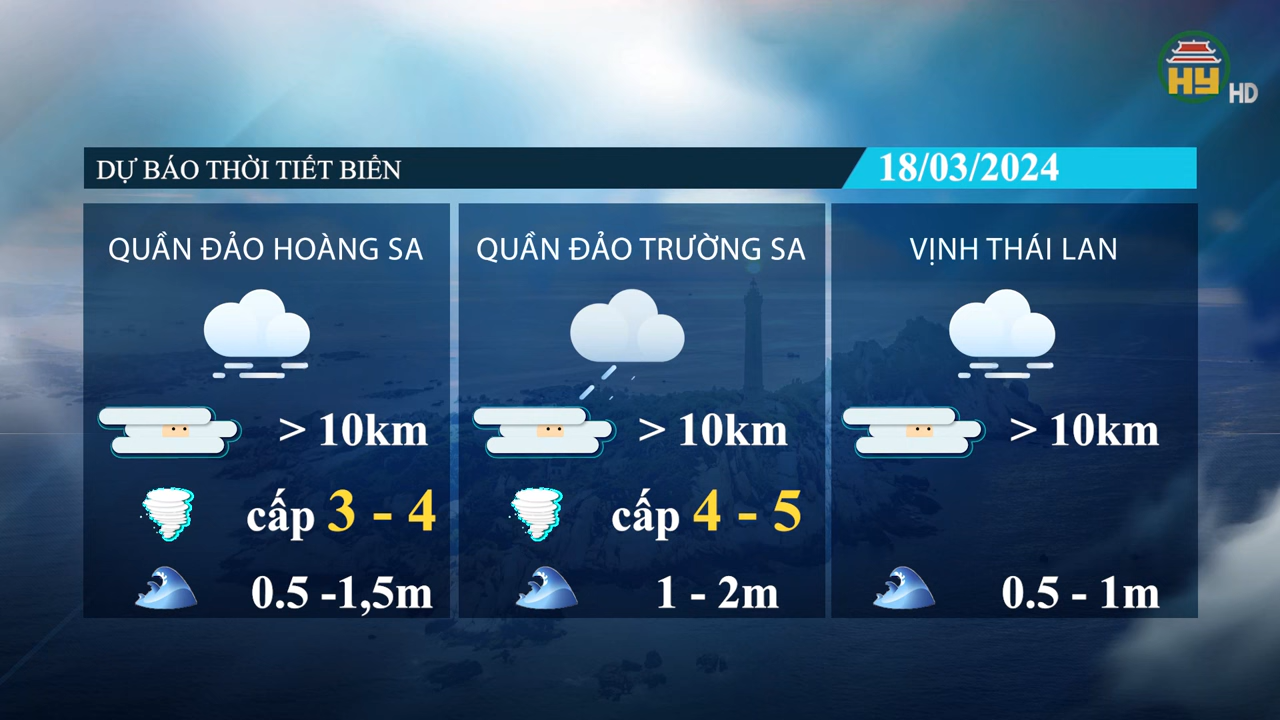 HY HD
DỰ BÁO THỜI TIẾT BIỂN
18/03/2024
QUẦN ĐẢO HOÀNG SA
> 10km
cấp 3 - 4
0.5 -1,5m
QUẦN ĐẢO TRƯỜNG SA
> 10km
cấp 4 - 5
1 - 2m
VỊNH THÁI LAN
> 10km
0.5 - 1m